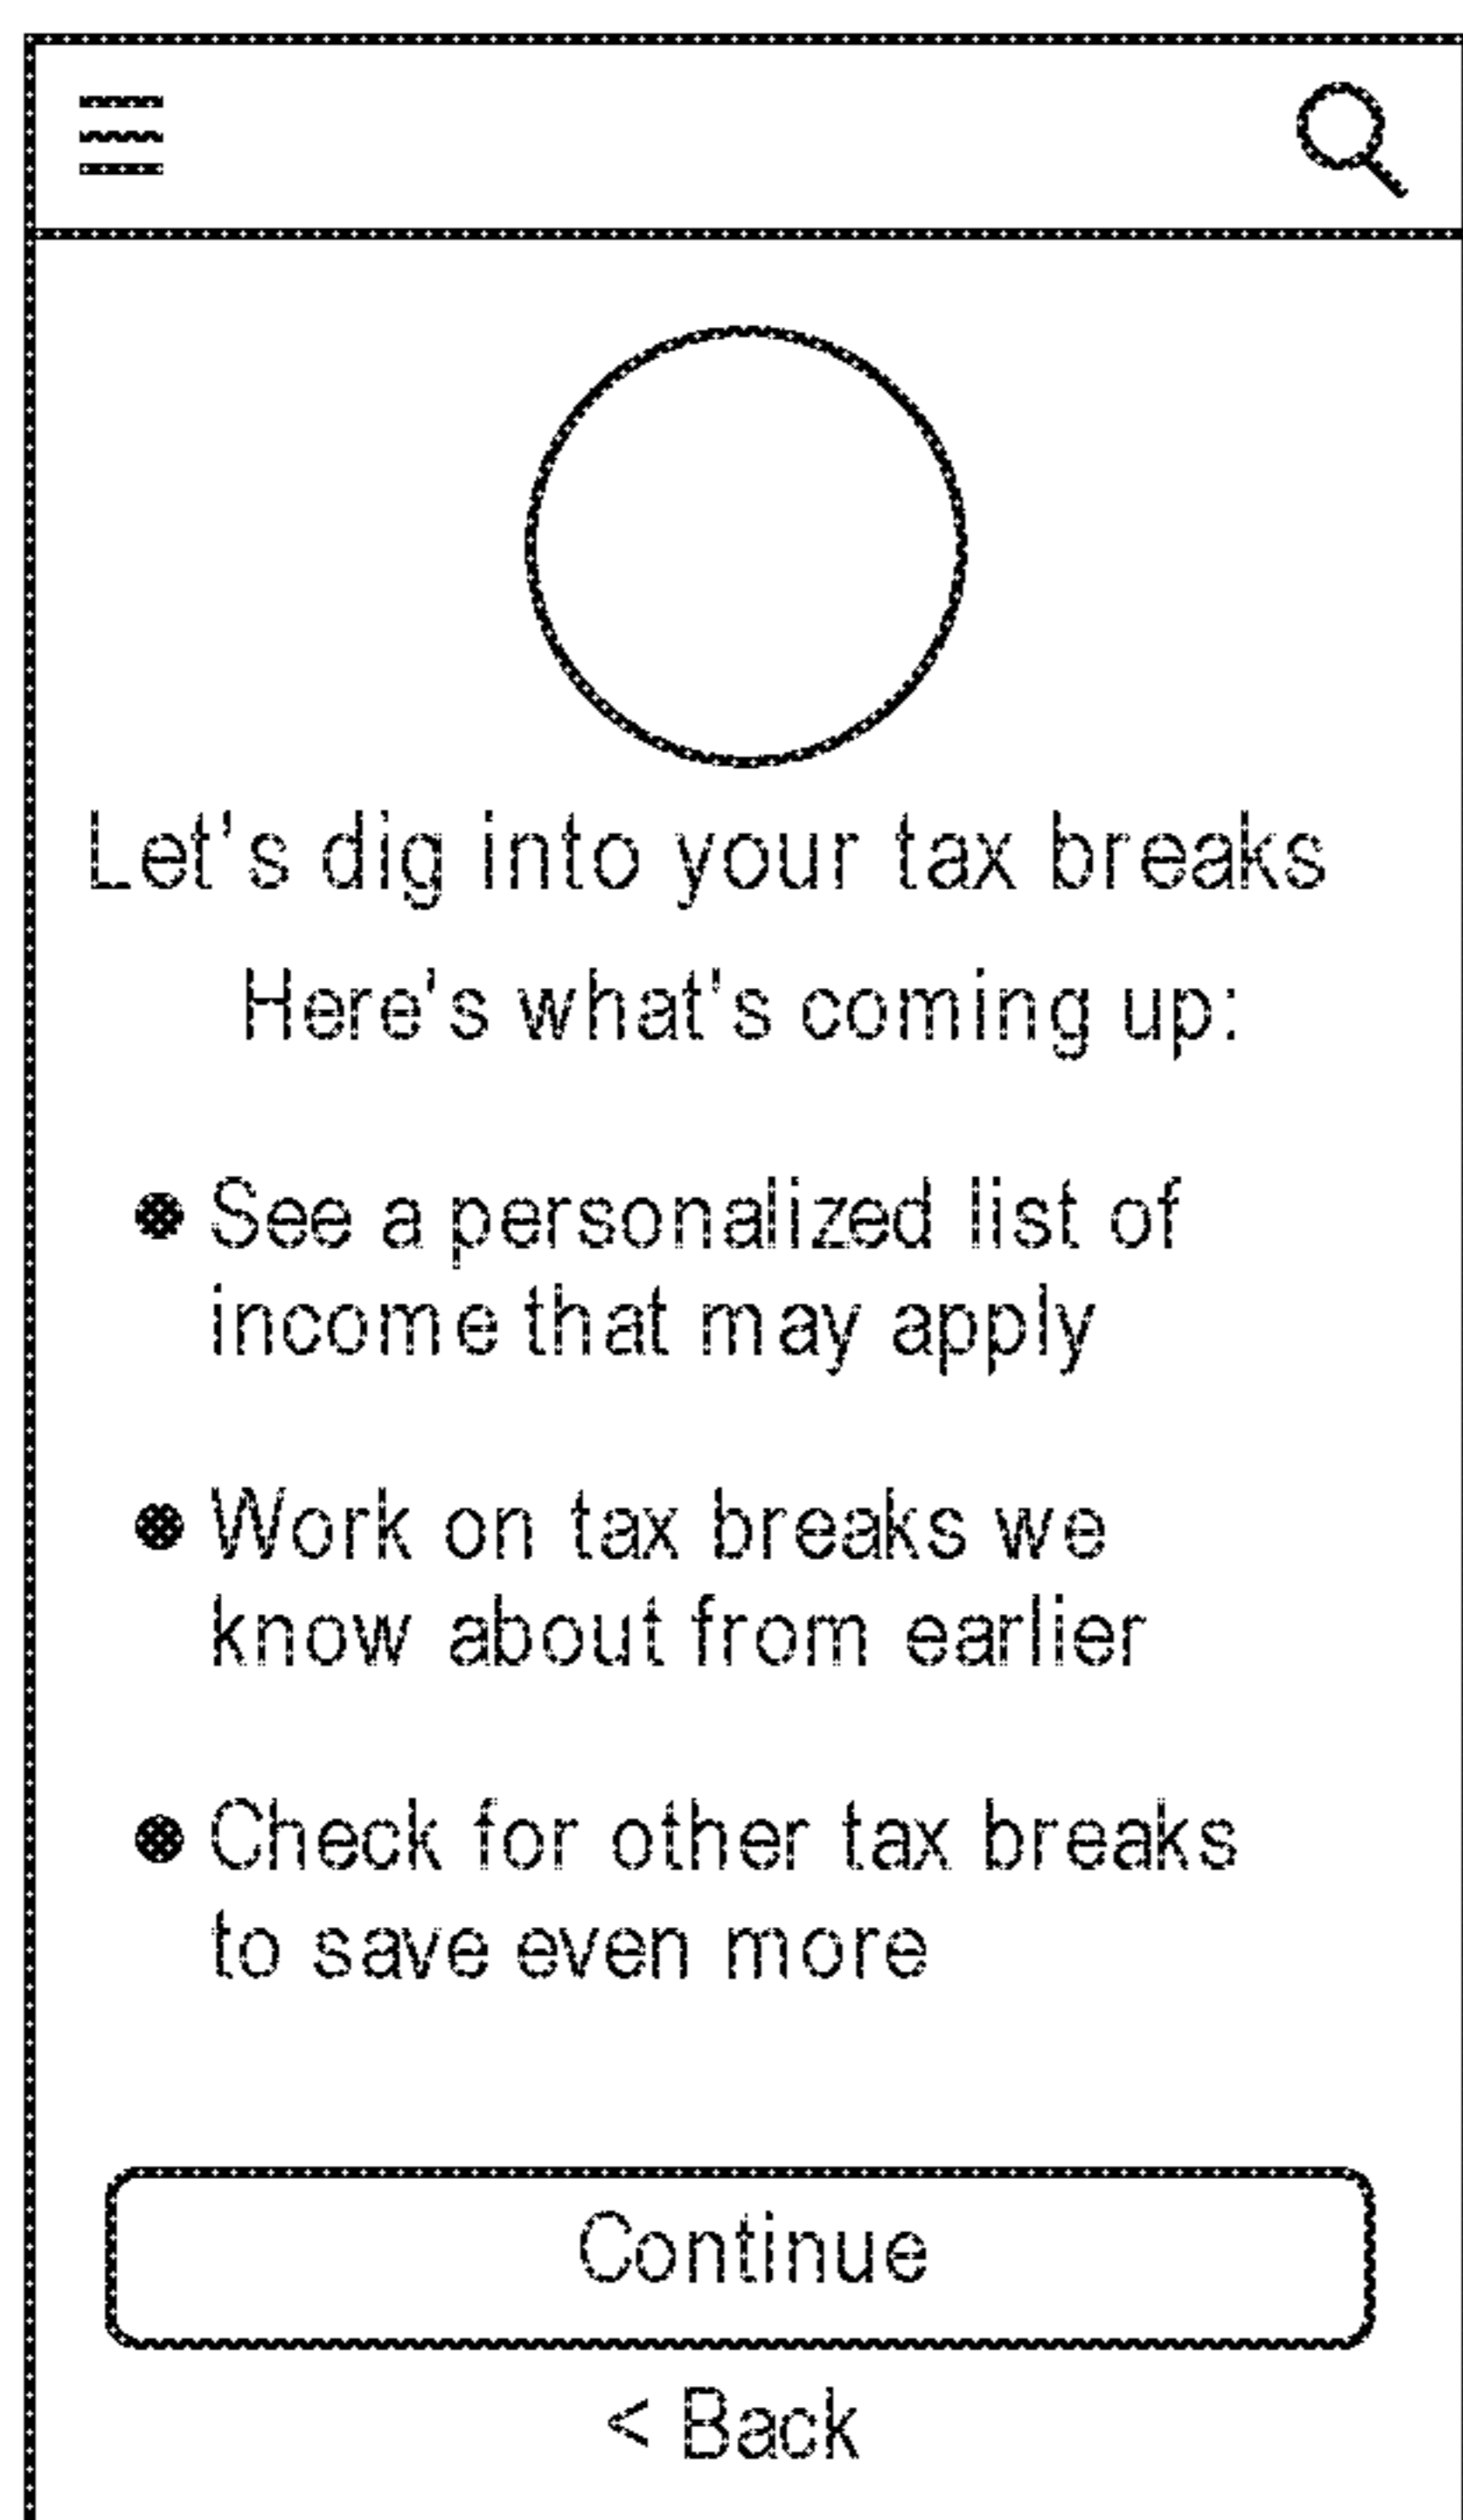 Let's dig into your tax breaks
Here's what's coming up:
See a personalized list of
income that may apply
Work on tax breaks we
know about from earlier
Check for other tax breaks
to save even more
Continue
< Back